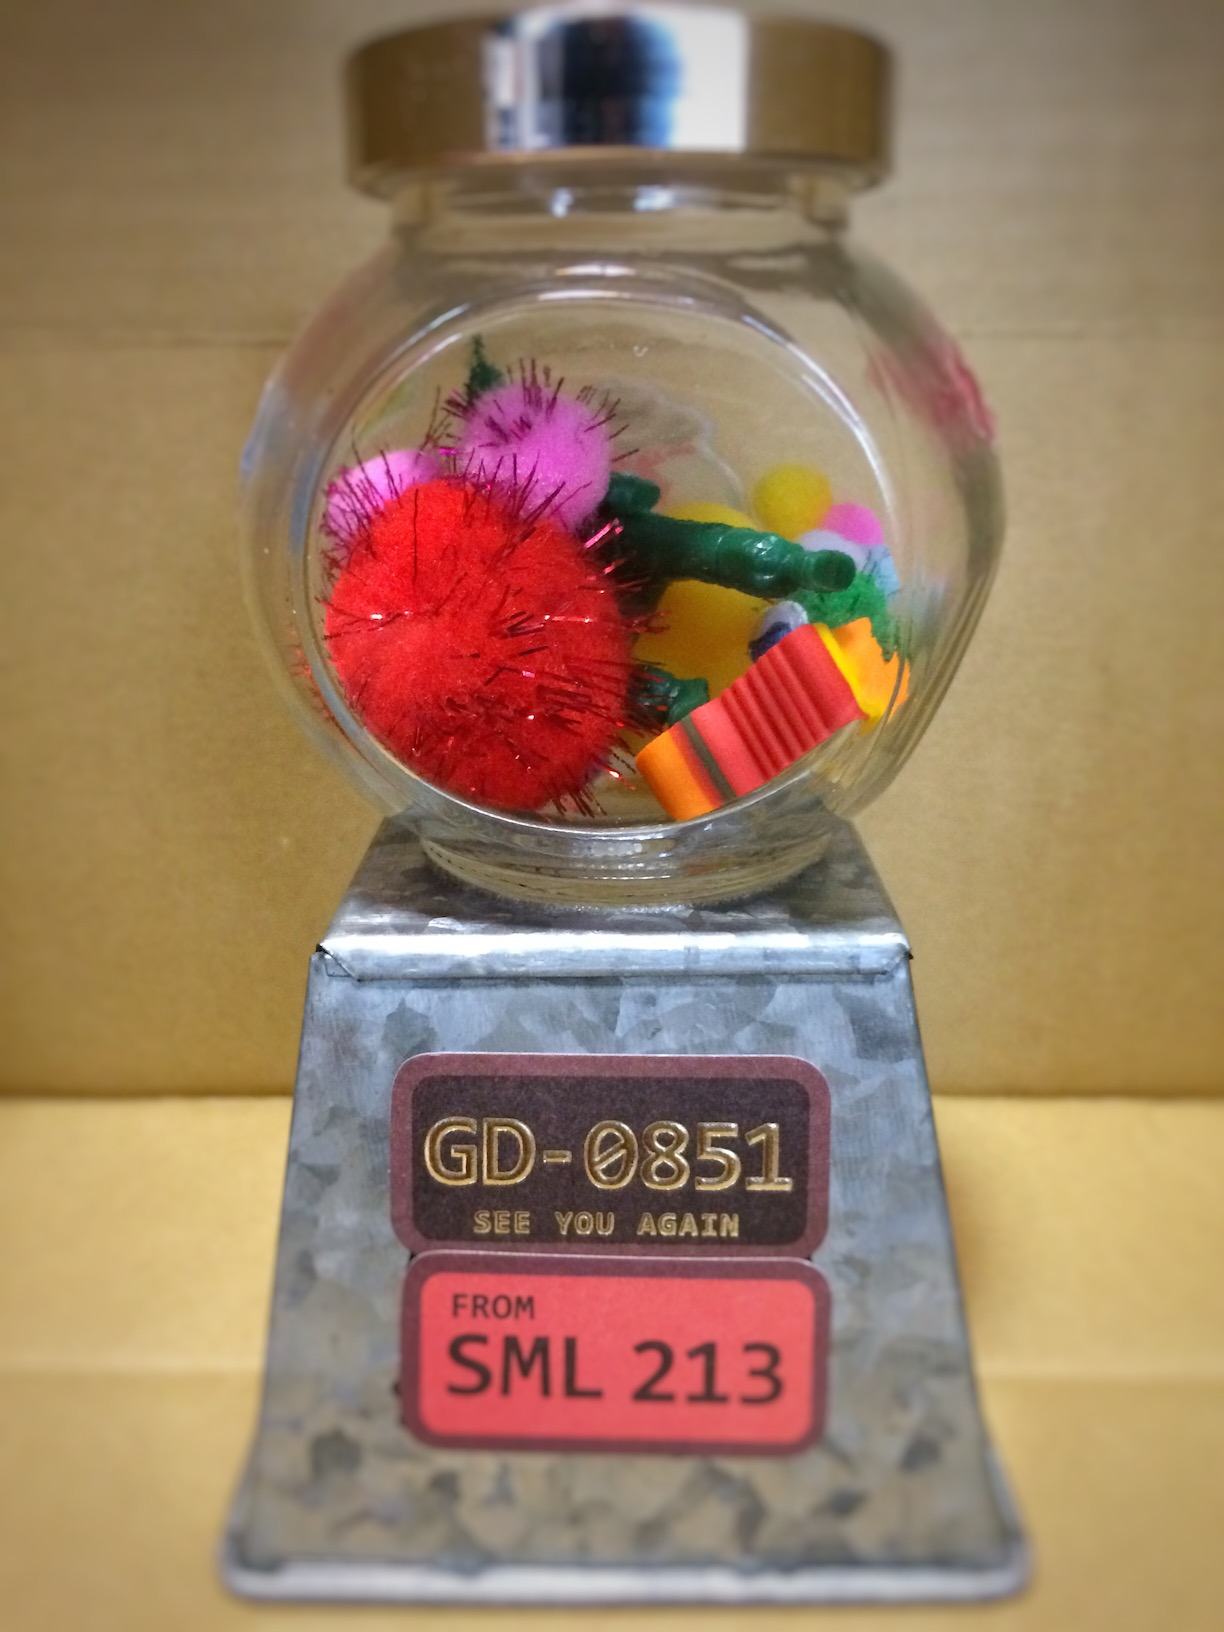 GD-0851
SEE YOU AGAIN
FROM
SML 213